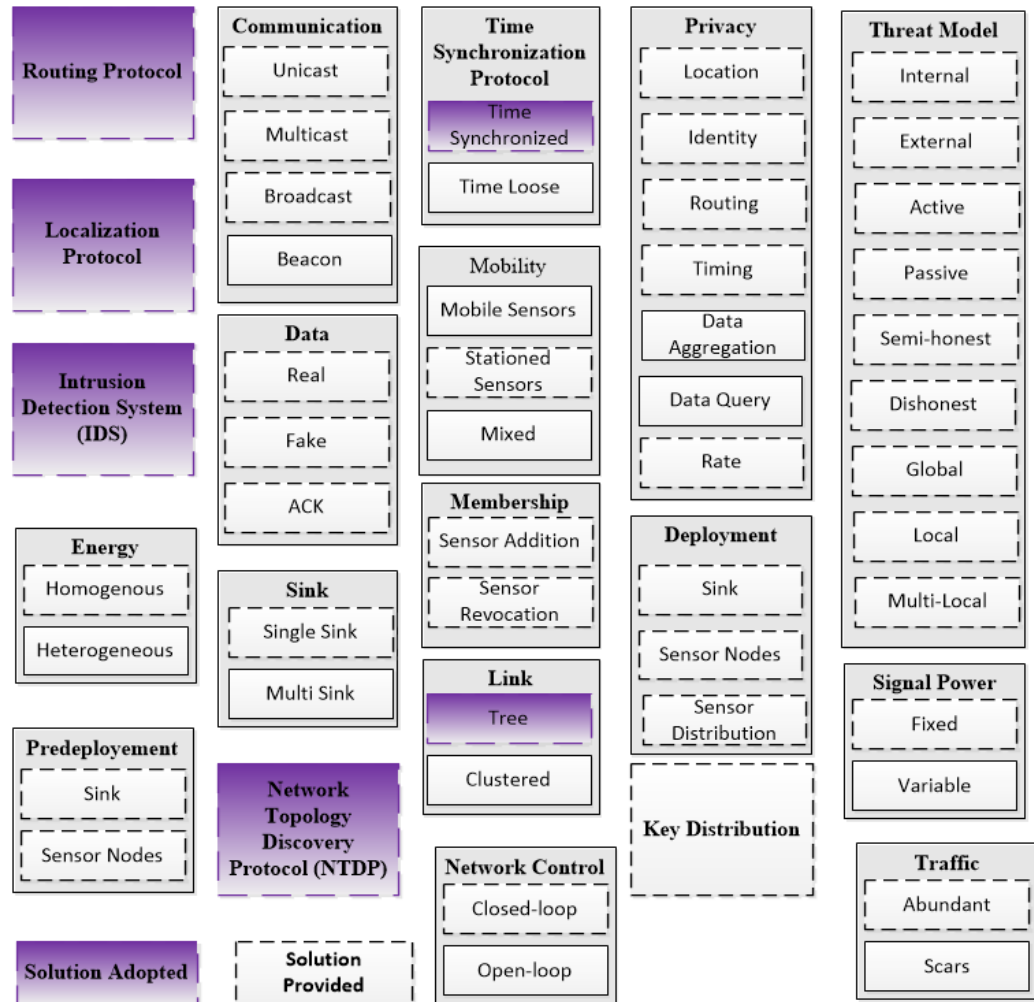 Routing Protocol
Localization
Protocol
Intrusion
Detection System
(IDS)
Energy
Homogenous
Heterogeneous
Predeployement
Sink
Sensor Nodes
Solution Adopted
Communication
Unicast
Multicast
Broadcast
Beacon
Data
Real
Fake
ACK
Sink
Single Sink
Multi Sink
Network
Topology
Discovery
Protocol (NTDP)
Solution
Provided
Time
Synchronization
Protocol
Time
Synchronized
Time Loose
Mobility
Mobile Sensors
Stationed
Sensors
Mixed
Membership
Sensor Addition
Sensor
Revocation
Link
Tree
Clustered
Network Control
Closed-loop
Open-loop
Privacy
Location
Identity
Routing
Timing
Data
Aggregation
Data Query
Rate
Deployment
Sink
Sensor Nodes
Sensor
Distribution
Key Distribution
Threat Model
Internal
External
Active
Passive
Semi-honest
Dishonest
Global
Local
Multi-Local
Signal Power
Fixed
Variable
Traffic
Abundant
Scars